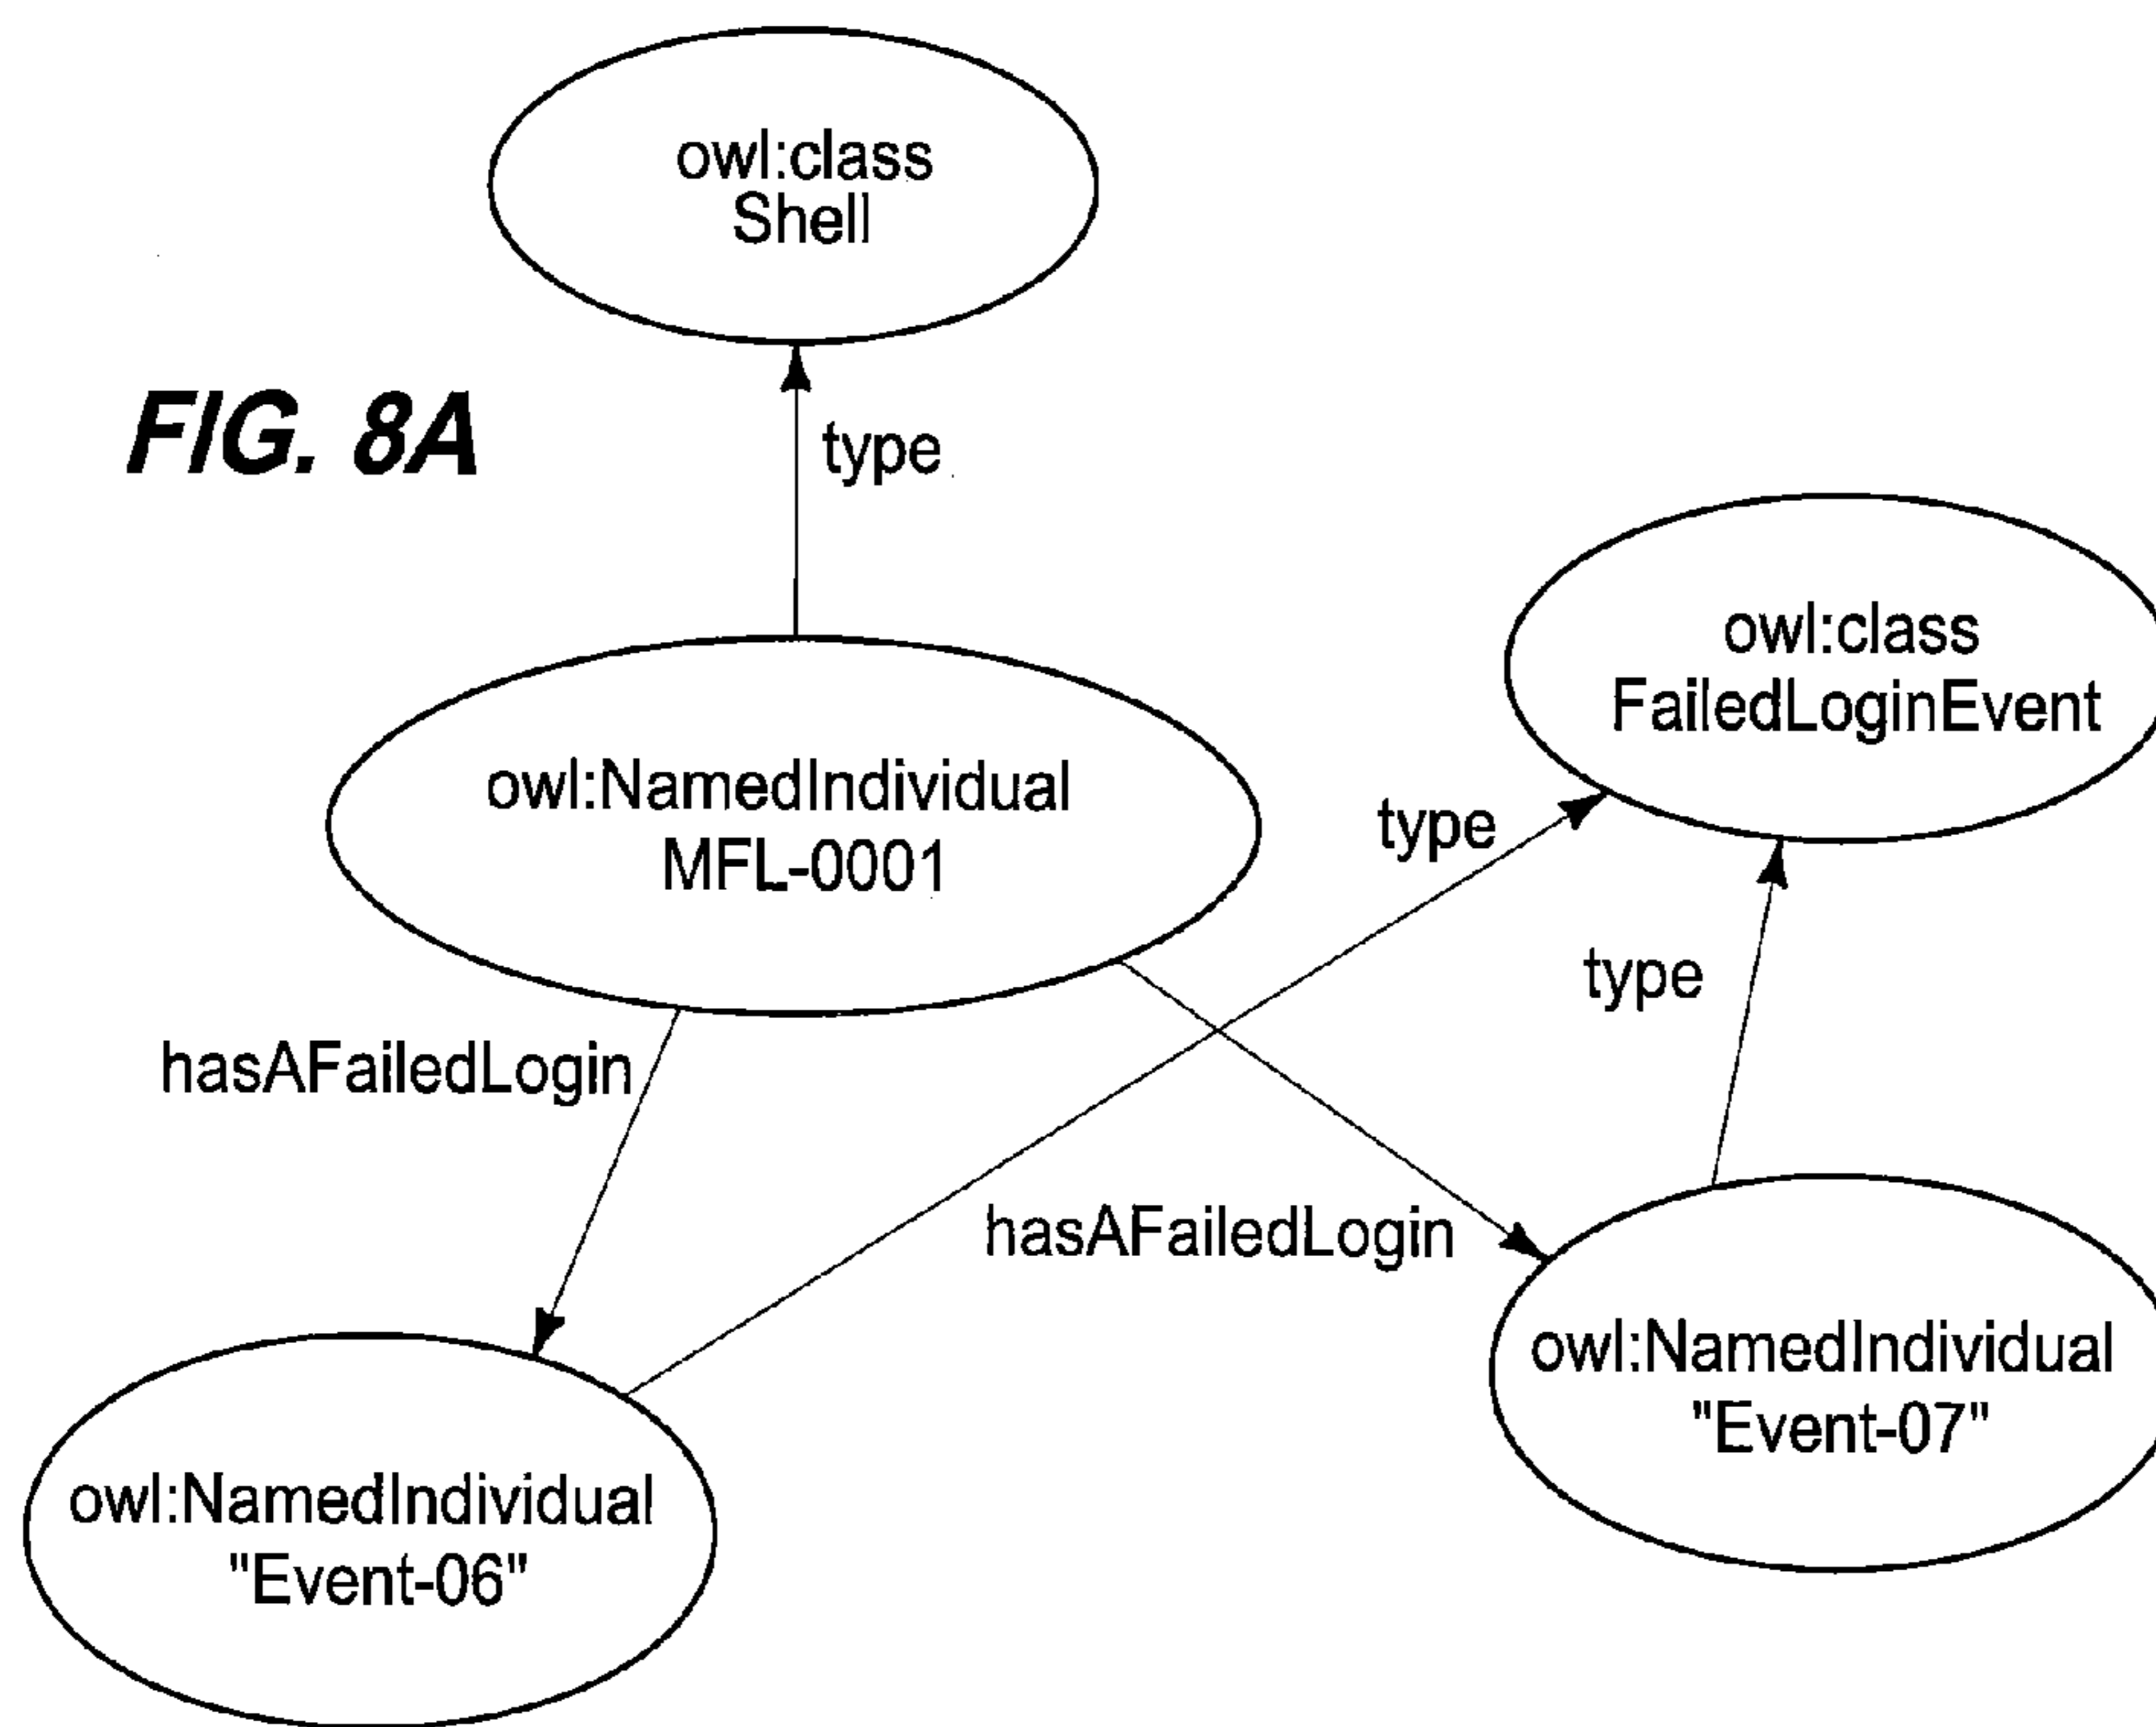 owl:class
Shell
FIG. 8A
type
owl:class
FailedLoginEvent
owl:NamedIndividual
MFL-0001
type
type
hasAFailedLogin
hasAFailedLogin
owl:NamedIndividual
"Event-07"
owl:NamedIndividual
"Event-06"